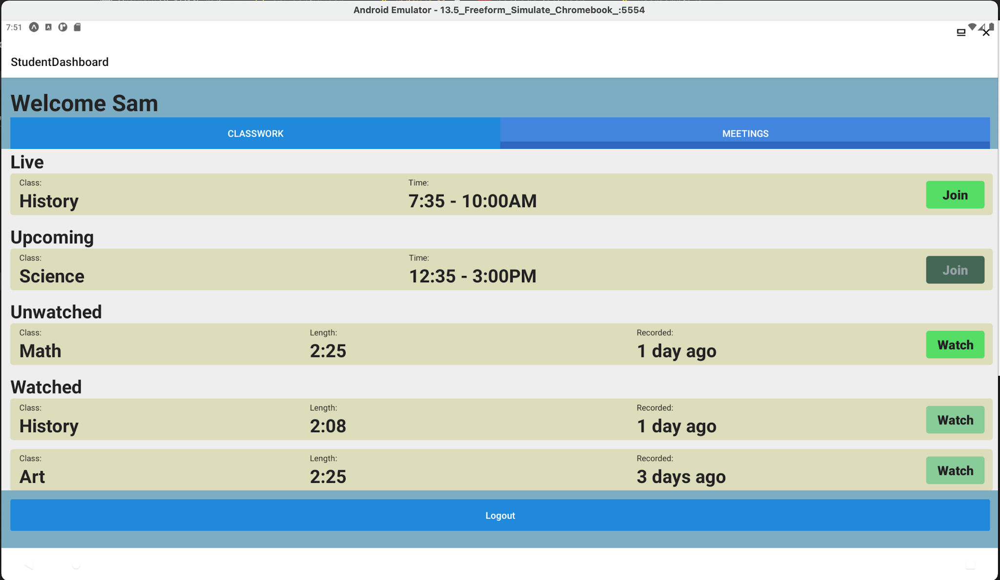 Android Emulator - 13.5_Freeform_Simulate_Chromebook_:5554
7:51
StudentDashboard
Welcome Sam
CLASSWORK MEETINGS
Live
Class: Time:
History 7:35 - 10:00AM Join
Upcoming
Class: Time:
Science 12:35 - 3:00PM Join
Unwatched
Class: Length: Recorded:
Math 2:25 1 day ago Watch
Watched
Class: Length: Recorded:
History 2:08 1 day ago Watch
Class: Length: Recorded:
Art 2:25 3 days ago Watch
Logout